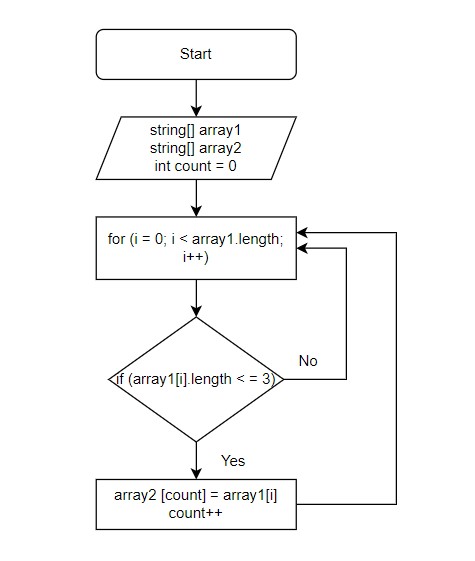 Start
string[] array1
string[] array2
int count = 0
for (i = 0; i < array1.length;
i++)
if (array1[i].length < = 3)
No
Yes
array2 [count] = array1[i]
count++